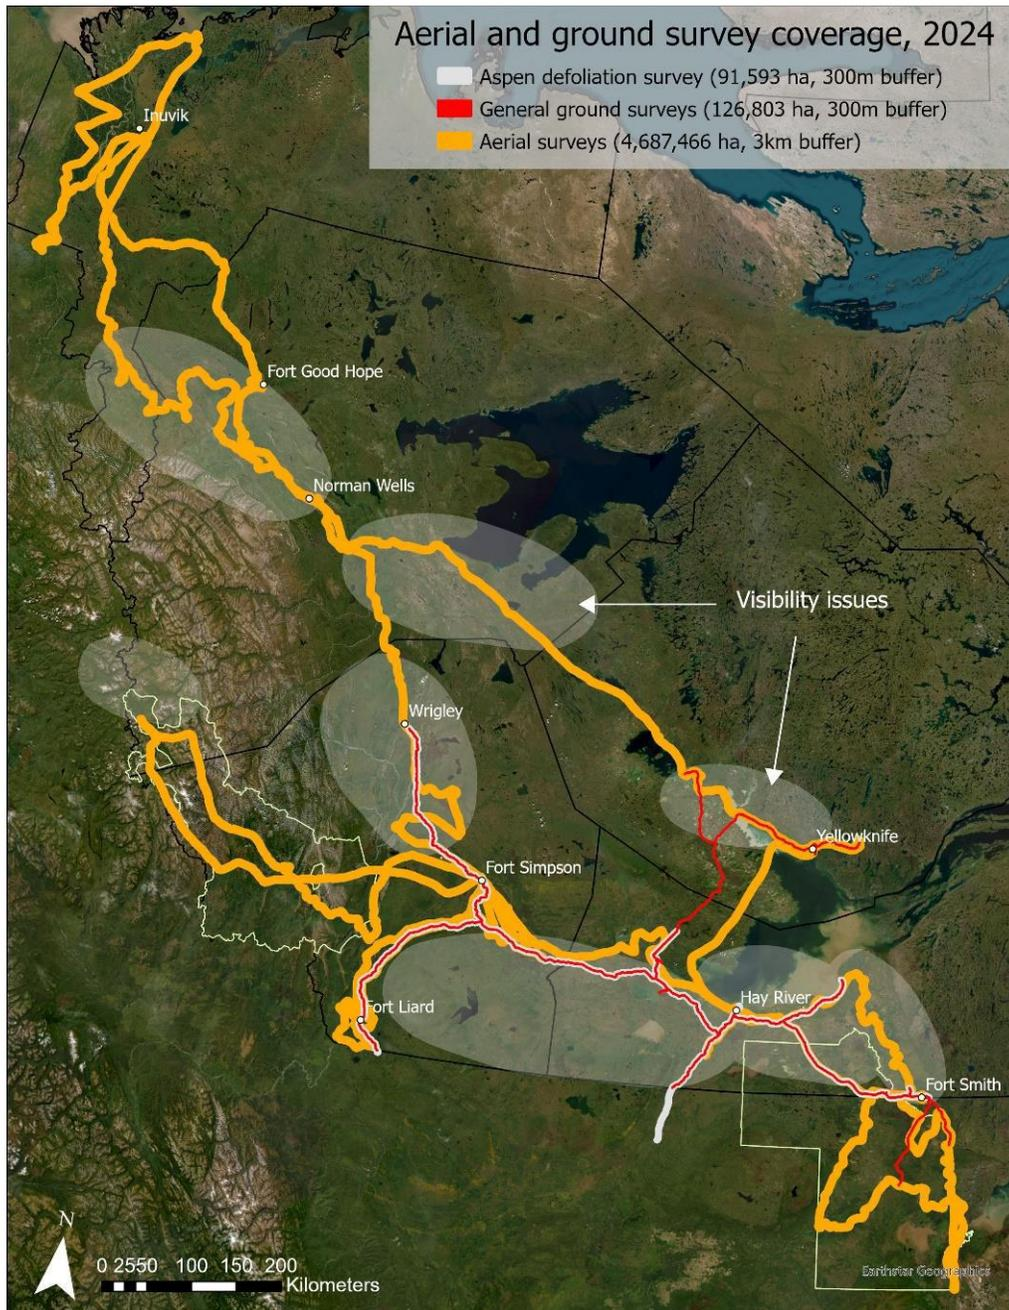 Aerial and ground survey coverage, 2024
Aspen defoliation survey (91,593 ha, 300m buffer)
General ground surveys (126,803 ha, 300m buffer)
Aerial surveys (4,687,466 ha, 3km buffer)
Inuvik
Fort Good Hope
Norman Wells
Visibility issues
Wrigley
Yellowknife
Fort Simpson
Hay River
Fort Liard
Fort Smith
N
0 2550 100 150 200
Kilometers
Earthstar Geographics